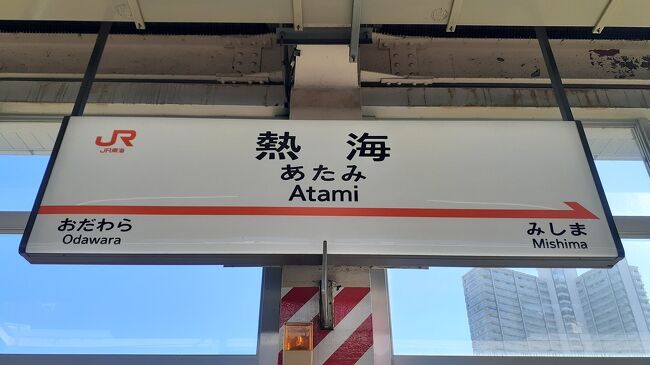 JR
JR東海
熱海
あたみ
Atami
おだわら
Odawara
みしま
Mishima